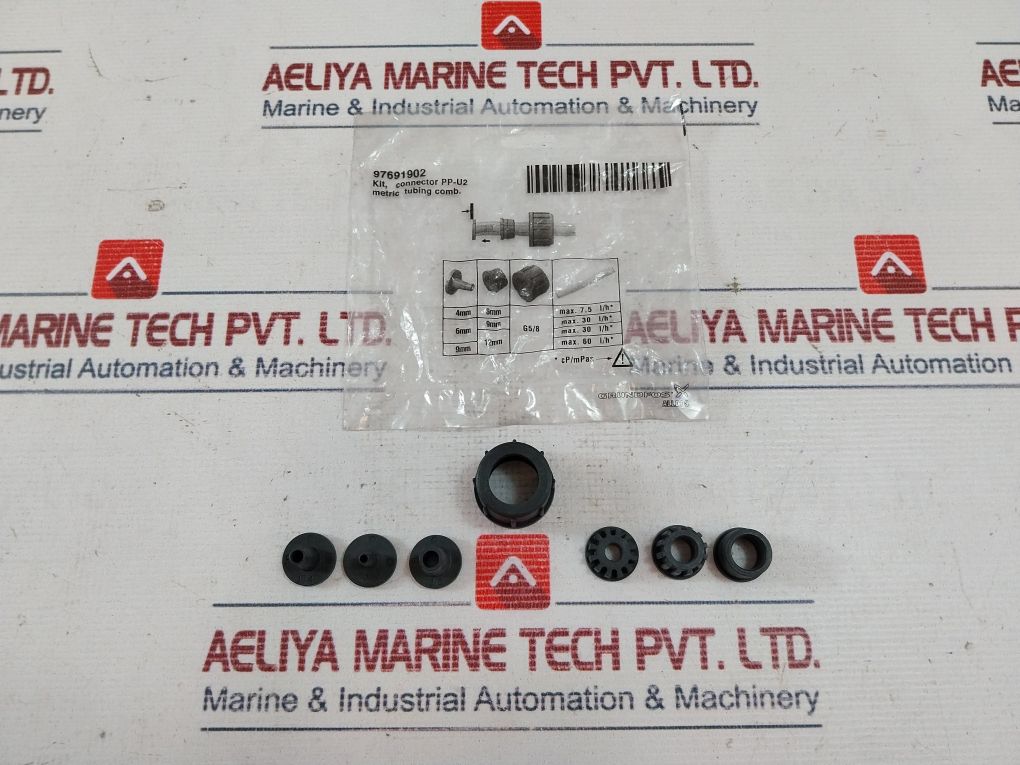 AELIYA MARINE TECH PVT. LTD.
Marine & Industrial Automation & Machinery
LTD.
nery
AE
Ma
97691902
Kit, connector PP-U2
metric tubing comb.
4mm
6mm
9mm
9mm
12mm
G5/8
max. 7.5 l/h*
max. 30 l/h*
max. 30 l/h*
max. 60 l/h*
* cP/mPas
GRUNDFOS
MARINE TECH PVT. LTD.
ustrial Automation & Machinery
AELIYA MARINE TECH
Marine & Industrial Automation
AELIYA MARINE TECH PVT. LTD.
Marine & Industrial Automation & Machinery